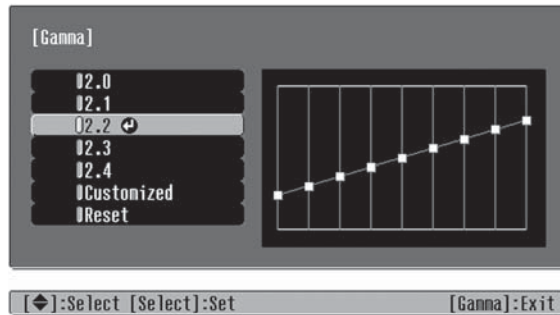 [Gamma]
2.0
2.1
2.2
2.3
2.4
Customized
Reset
[◆]:Select [Select]:Set
[Gamma]:Exit